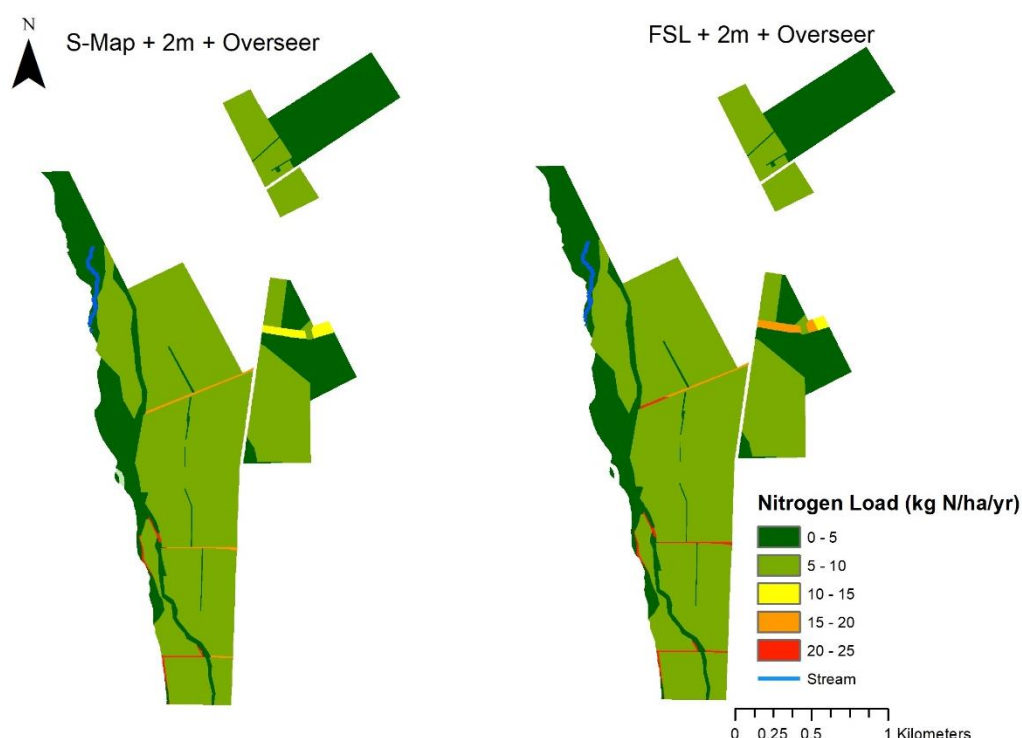 N
S-Map + 2m + Overseer
FSL + 2m + Overseer
Nitrogen Load (kg N/ha/yr)
0 - 5
5 - 10
10 - 15
15 - 20
20 - 25
Stream
0 0.25 0.5 1 Kilometers